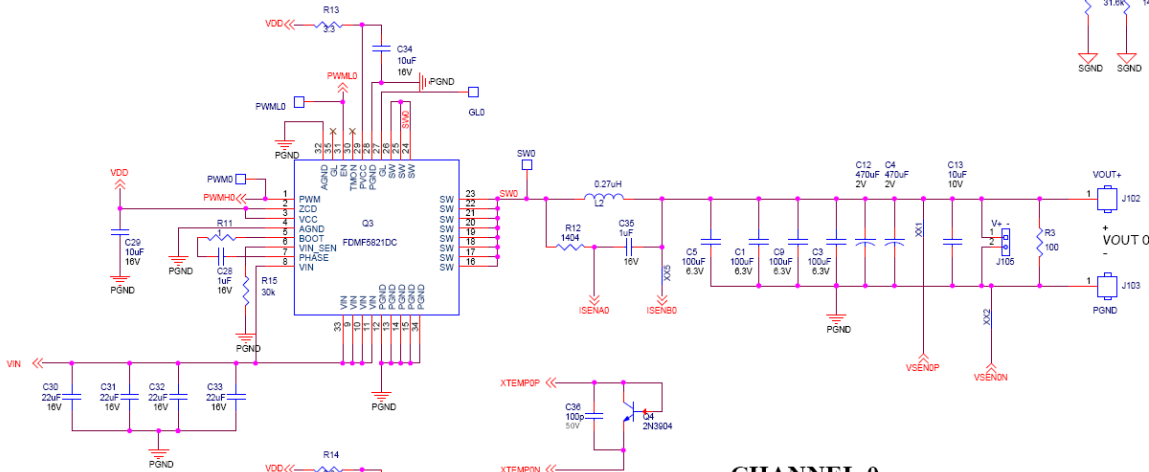 R13
VDD
3.3
C34
10uF
16V
PGND
PWML0
PWML0
GL0
31.6k
SGND
SGND
PGND
32
35
31
30
29
28
27
26
25
24
SW0
AGND
GL
EN
TMON
PVCC
PGND
GL
SW
SW
SW
VDD
PWM0
PWMH0
1
2
3
4
5
6
7
8
PWM
ZCD
VCC
AGND
BOOT
VIN_SEN
PHASE
VIN
Q3
FDMF5821DC
SW
SW
SW
SW
SW
SW
SW
SW
23
22
21
20
19
18
17
16
SW0
SW0
0.27uH
L2
R12
1404
C35
1uF
16V
XX5
ISENA0
ISENB0
C29
10uF
16V
PGND
PGND
R11
1
C28
1uF
16V
R15
30k
PGND
VIN
VIN
VIN
VIN
PGND
PGND
PGND
PGND
PGND
33
9
10
11
12
13
14
15
34
PGND
VIN
C30
22uF
16V
C31
22uF
16V
C32
22uF
16V
C33
22uF
16V
PGND
C5
100uF
6.3V
C1
100uF
6.3V
C9
100uF
6.3V
C3
100uF
6.3V
C12
470uF
2V
C4
470uF
2V
C13
10uF
10V
PGND
XX1
XX2
VSEN0P
VSEN0N
V+ -
1
2
J105
R3
100
VOUT+
1
J102
+
VOUT 0
-
1
J103
PGND
XTEMP0P
C36
100p
50V
Q4
2N3904
XTEMP0N
R14
VDD
CHANNEL 0